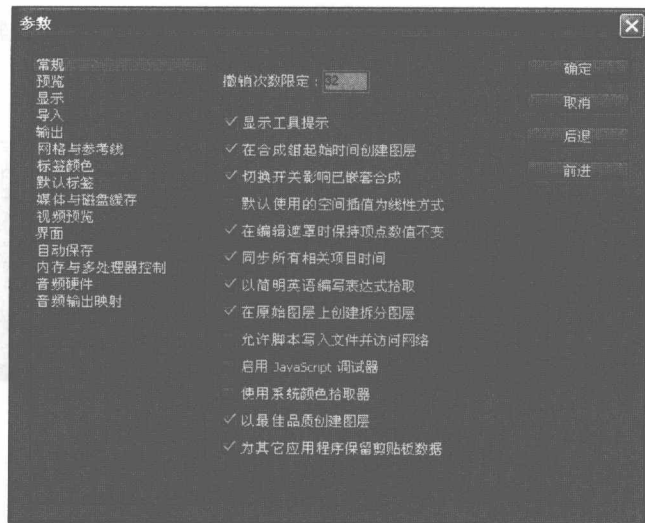 参数
常规
预览
显示
导入
输出
网格与参考线
标签颜色
默认标签
媒体与磁盘缓存
视频预览
界面
自动保存
内存与多处理器控制
音频硬件
音频输出映射
撤销次数限定：32
显示工具提示
在合成组起始时间创建图层
切换开关影响已嵌套合成
默认使用的空间插值为线性方式
在编辑遮罩时保持顶点数值不变
同步所有相关项目时间
以简明英语编写表达式拾取
在原始图层上创建拆分图层
允许脚本写入文件并访问网络
启用 JavaScript 调试器
使用系统颜色拾取器
以最佳品质创建图层
为其它应用程序保留剪贴板数据
确定
取消
后退
前进